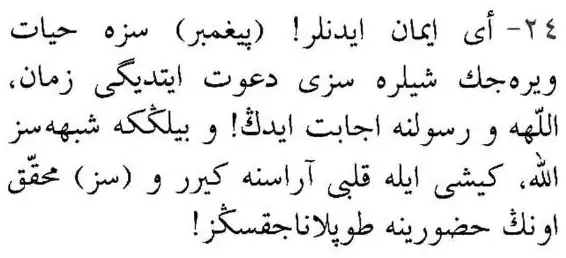 ٢٤- أى ايمان ايدنلر! (پيغمبر) سزه حيات
ويره‌جك شيلره سزى دعوت ايتديگى زمان،
اللّٰهه و رسولنه اجابت ايدڭ! و بيلڭكه شبهه‌سز
اللّٰه، كيشى ايله قلبى آراسنه كيرر و (سز) محقّق
اونڭ حضورينه طوپلاناجقسڭز!